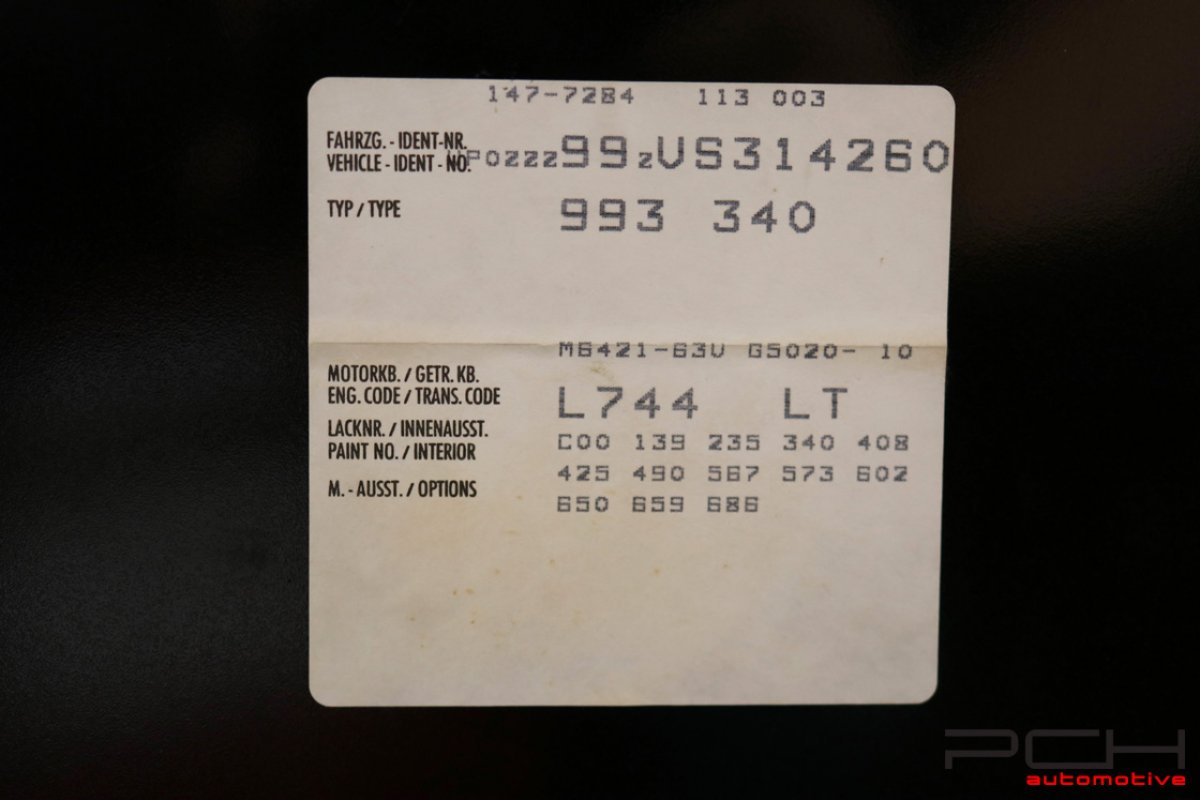 147-7284 113 003
FAHRZG. - IDENT-NR.
VEHICLE - IDENT - NO. WP0ZZZ99ZVS314260
TYP / TYPE 993 340
M6421-63V G5020- 10
MOTORKB. / GETR. KB.
ENG. CODE / TRANS. CODE L744 LT
LACKNR. / INNENAUSST.
PAINT NO. / INTERIOR C00 139 235 340 408
M. - AUSST. / OPTIONS 425 490 567 573 602
650 659 686
PCH
automotive